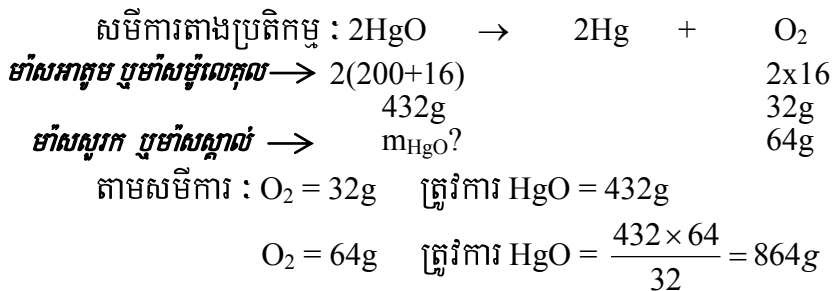 សមីការតាងប្រតិកម្ម ៖ 2HgO → 2Hg + O₂
ម៉ាសអាតូម ឬម៉ាសម៉ូលេគុល → 2(200+16) 2x16
432g 32g
ម៉ាសសួរក ឬម៉ាសស្គាល់ → m_HgO? 64g
តាមសមីការ ៖ O₂ = 32g ត្រូវការ HgO = 432g
O₂ = 64g ត្រូវការ HgO = (432 × 64)/32 = 864g